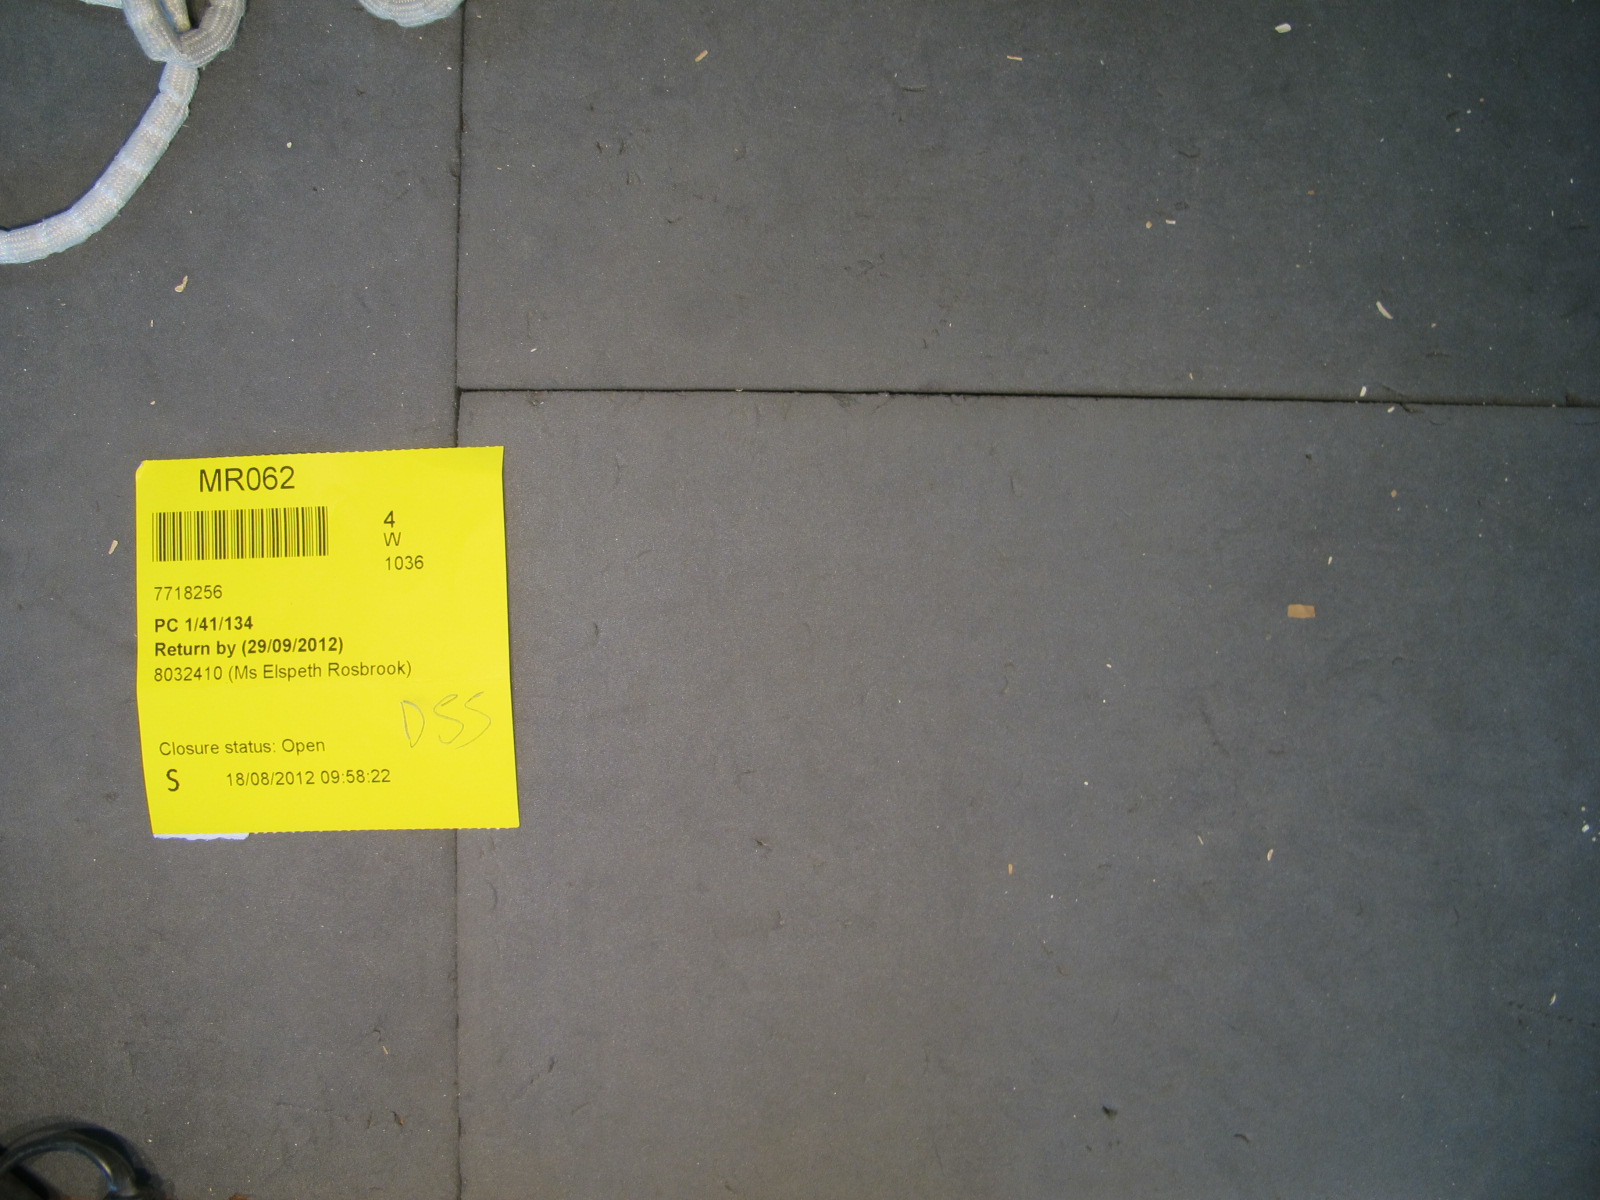 MR062
4
W
1036
7718256
PC 1/41/134
Return by (29/09/2012)
8032410 (Ms Elspeth Rosbrook)
DSS
Closure status: Open
S 18/08/2012 09:58:22